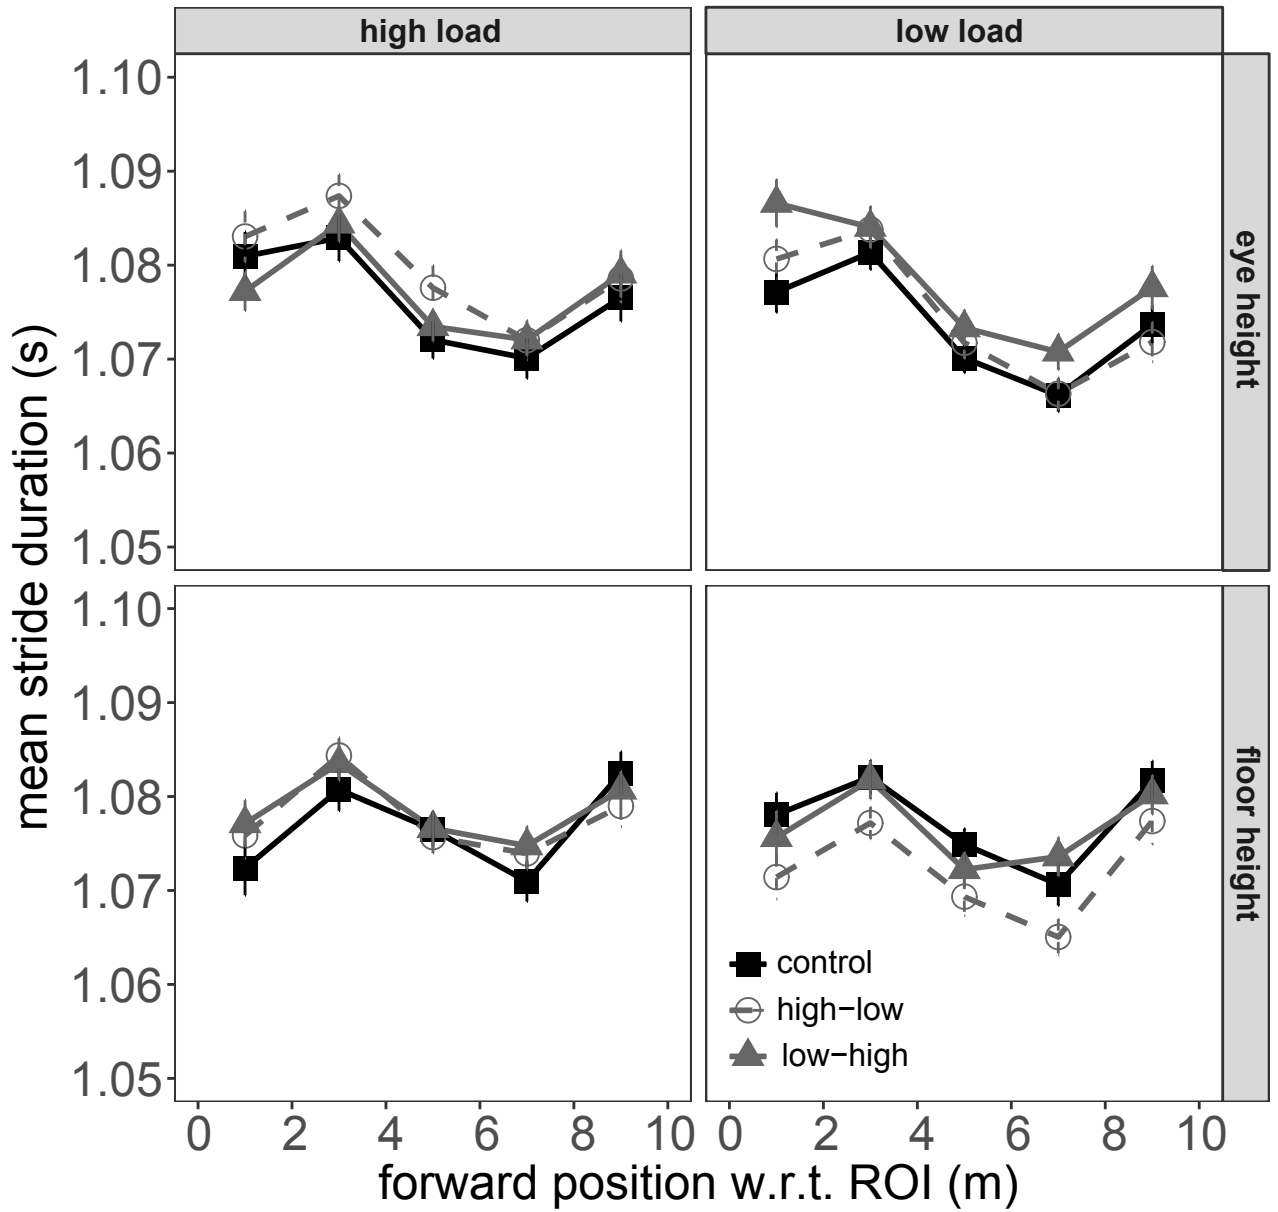 high load
low load
1.10
1.09
1.08
1.07
1.06
1.05
eye height
mean stride duration (s)
1.10
1.09
1.08
1.07
1.06
1.05
floor height
control
high−low
low−high
0 2 4 6 8 10 0 2 4 6 8 10
forward position w.r.t. ROI (m)